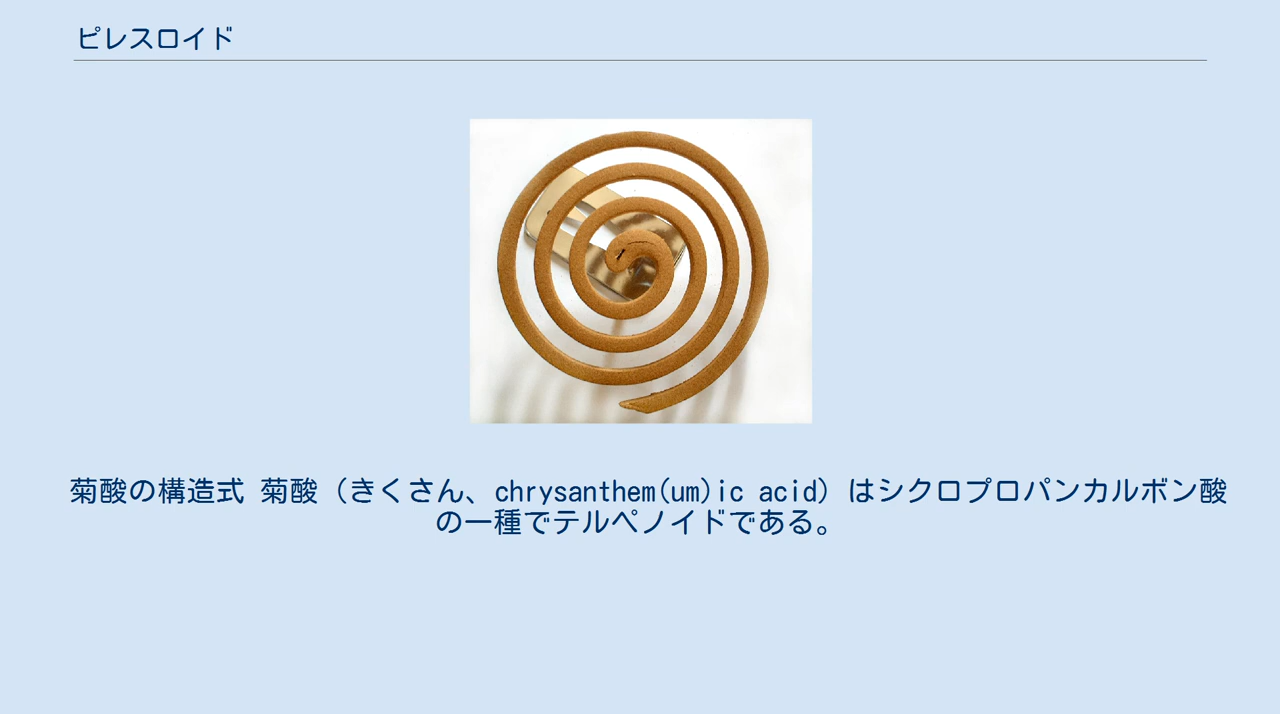 ピレスロイド
菊酸の構造式 菊酸（きくさん、chrysanthem(um)ic acid）はシクロプロパンカルボン酸
の一種でテルペノイドである。